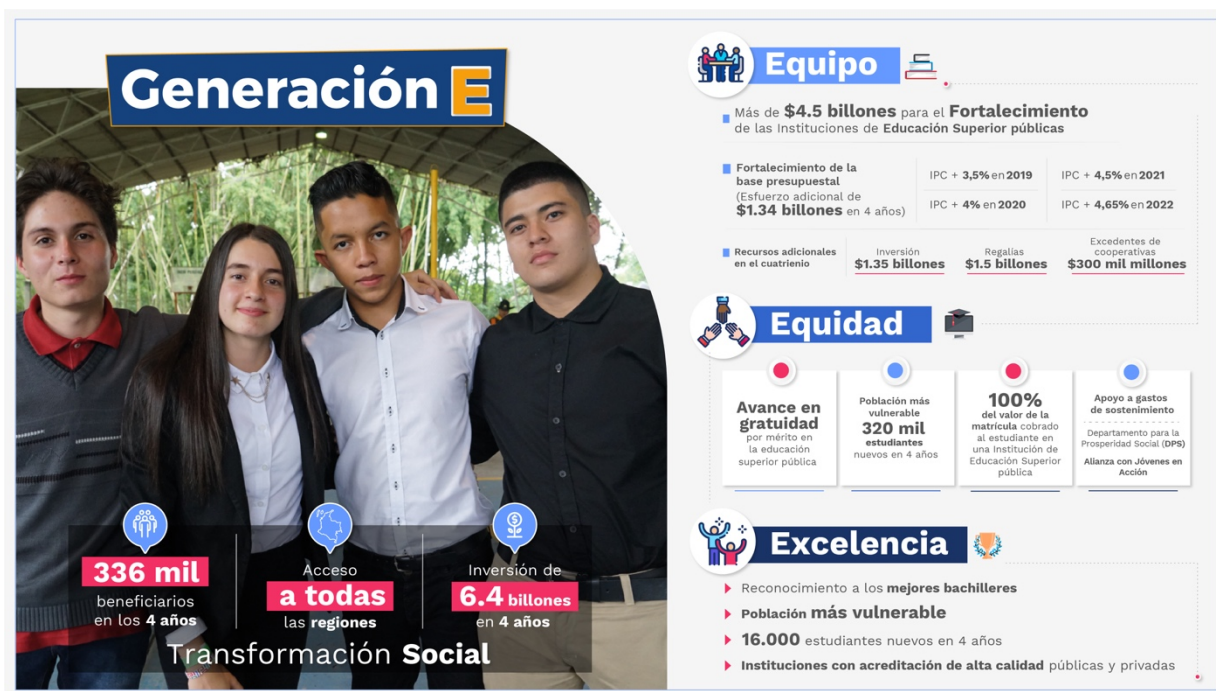 Generación E
336 mil
beneficiarios
en los 4 años
Acceso
a todas
las regiones
Inversión de
6.4 billones
en 4 años
Transformación Social
Equipo
Más de $4.5 billones para el Fortalecimiento
de las Instituciones de Educación Superior públicas
Fortalecimiento de la
base presupuestal
(Esfuerzo adicional de
$1.34 billones en 4 años)
IPC + 3,5% en 2019
IPC + 4,5% en 2021
IPC + 4% en 2020
IPC + 4,65% en 2022
Recursos adicionales
en el cuatrienio
Inversión
$1.35 billones
Regalías
$1.5 billones
Excedentes de
cooperativas
$300 mil millones
Equidad
Avance en
gratuidad
por mérito en
la educación
superior pública
Población más
vulnerable
320 mil
estudiantes
nuevos en 4 años
100%
del valor de la
matrícula cobrado
al estudiante en
una Institución de
Educación Superior
pública
Apoyo a gastos
de sostenimiento
Departamento para la
Prosperidad Social (DPS)
Alianza con Jóvenes en
Acción
Excelencia
Reconocimiento a los mejores bachilleres
Población más vulnerable
16.000 estudiantes nuevos en 4 años
Instituciones con acreditación de alta calidad públicas y privadas